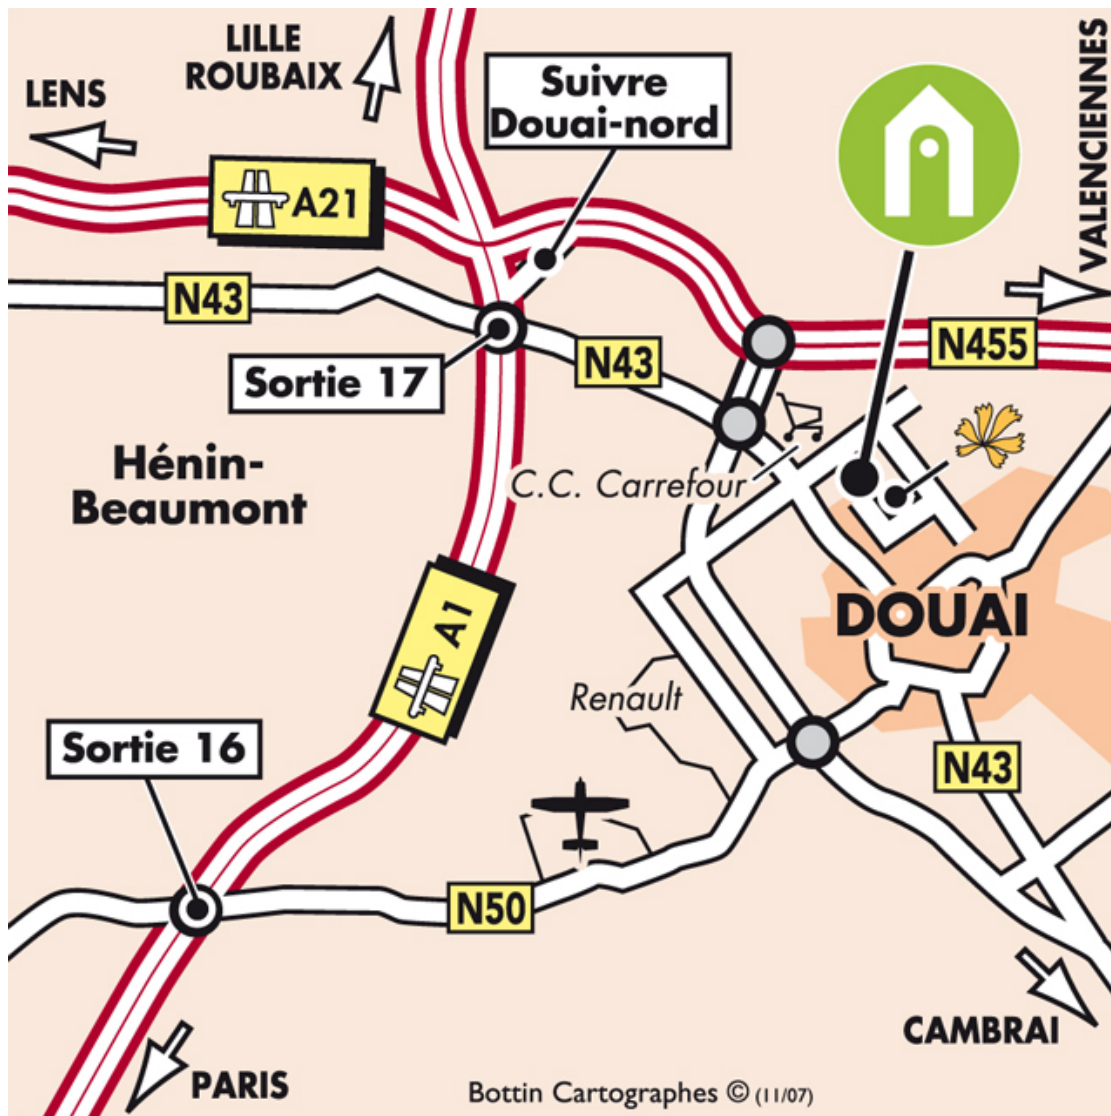 LILLE
ROUBAIX
LENS
Suivre
Douai-nord
VALENCIENNES
A21
N43
N455
N43
Sortie 17
Hénin-
Beaumont
C.C. Carrefour
A1
DOUAI
Renault
Sortie 16
N43
N50
CAMBRAI
PARIS
Bottin Cartographes © (11/07)